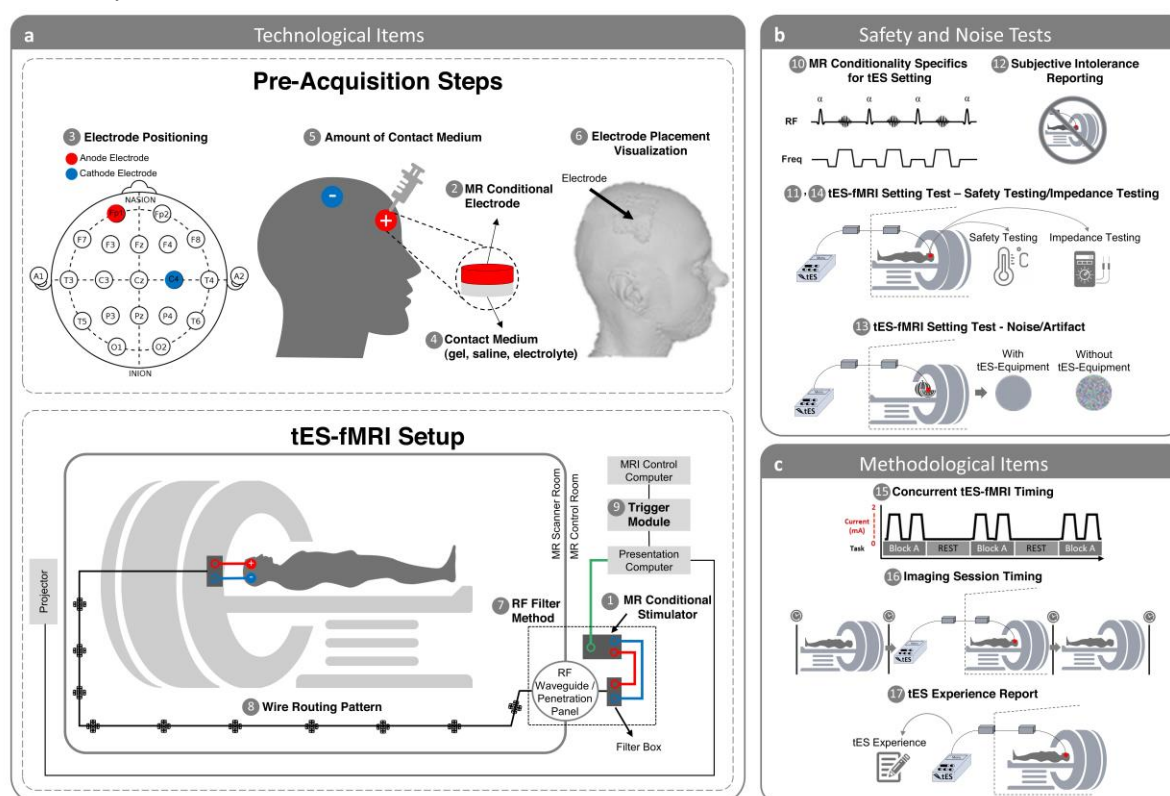 a Technological Items
Pre-Acquisition Steps
3 Electrode Positioning
Anode Electrode
Cathode Electrode
NASION
Fp1 Fp2
F7 F3 Fz F4 F8
A1 T3 C3 Cz C4 T4 A2
T5 P3 Pz P4 T6
O1 O2
INION
5 Amount of Contact Medium
-
+
2 MR Conditional
Electrode
4 Contact Medium
(gel, saline, electrolyte)
6 Electrode Placement
Visualization
Electrode
tES-fMRI Setup
Projector
+
-
8 Wire Routing Pattern
MR Scanner Room
MR Control Room
MRI Control
Computer
9 Trigger
Module
Presentation
Computer
7 RF Filter
Method
1 MR Conditional
Stimulator
RF
Waveguide /
Penetration
Panel
Filter Box
b Safety and Noise Tests
10 MR Conditionality Specifics
for tES Setting
α α α α
RF
Freq
12 Subjective Intolerance
Reporting
11 · 14 tES-fMRI Setting Test – Safety Testing/Impedance Testing
tES
Safety
Testing
°C
Impedance Testing
13 tES-fMRI Setting Test - Noise/Artifact
tES
With
tES-Equipment
Without
tES-Equipment
c Methodological Items
15 Concurrent tES-fMRI Timing
2
Current
(mA)
0
Task Block A REST Block A REST Block A
16 Imaging Session Timing
tES
17 tES Experience Report
tES Experience
tES